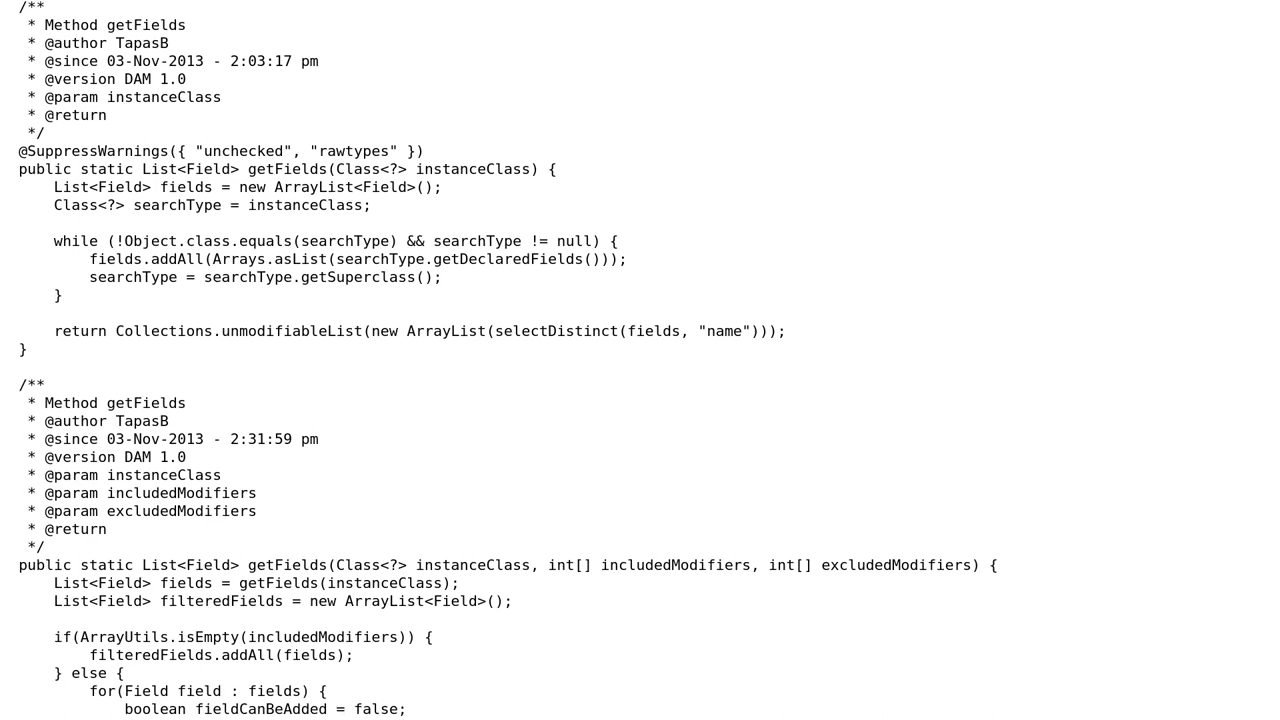 /**
 * Method getFields
 * @author TapasB
 * @since 03-Nov-2013 - 2:03:17 pm
 * @version DAM 1.0
 * @param instanceClass
 * @return
 */
@SuppressWarnings({ "unchecked", "rawtypes" })
public static List<Field> getFields(Class<?> instanceClass) {
    List<Field> fields = new ArrayList<Field>();
    Class<?> searchType = instanceClass;

    while (!Object.class.equals(searchType) && searchType != null) {
        fields.addAll(Arrays.asList(searchType.getDeclaredFields()));
        searchType = searchType.getSuperclass();
    }

    return Collections.unmodifiableList(new ArrayList(selectDistinct(fields, "name")));
}

/**
 * Method getFields
 * @author TapasB
 * @since 03-Nov-2013 - 2:31:59 pm
 * @version DAM 1.0
 * @param instanceClass
 * @param includedModifiers
 * @param excludedModifiers
 * @return
 */
public static List<Field> getFields(Class<?> instanceClass, int[] includedModifiers, int[] excludedModifiers) {
    List<Field> fields = getFields(instanceClass);
    List<Field> filteredFields = new ArrayList<Field>();

    if(ArrayUtils.isEmpty(includedModifiers)) {
        filteredFields.addAll(fields);
    } else {
        for(Field field : fields) {
            boolean fieldCanBeAdded = false;